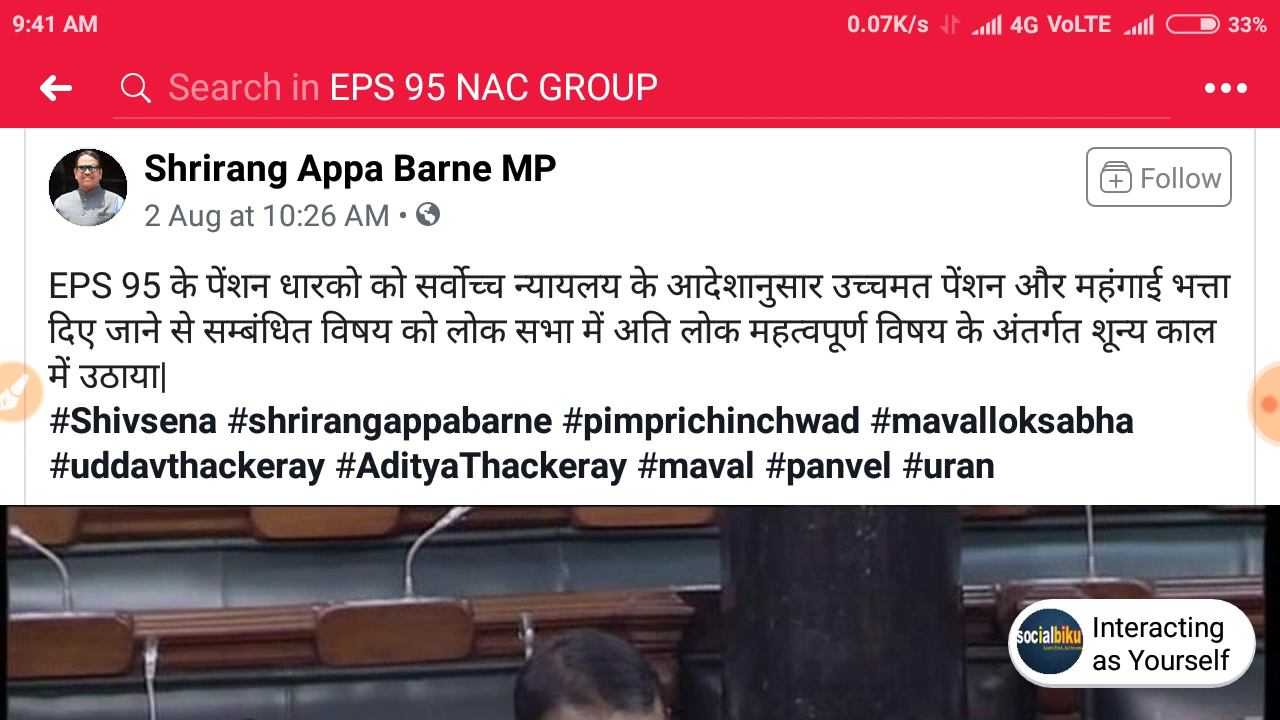 9:41 AM 0.07K/s 4G VoLTE 33%
Search in EPS 95 NAC GROUP
Shrirang Appa Barne MP
Follow
2 Aug at 10:26 AM •
EPS 95 के पेंशन धारको को सर्वोच्च न्यायलय के आदेशानुसार उच्चमत पेंशन और महंगाई भत्ता
दिए जाने से सम्बंधित विषय को लोक सभा में अति लोक महत्वपूर्ण विषय के अंतर्गत शून्य काल
में उठाया|
#Shivsena #shrirangappabarne #pimprichinchwad #mavalloksabha
#uddavthackeray #AdityaThackeray #maval #panvel #uran
socialbiku
Interacting
as Yourself